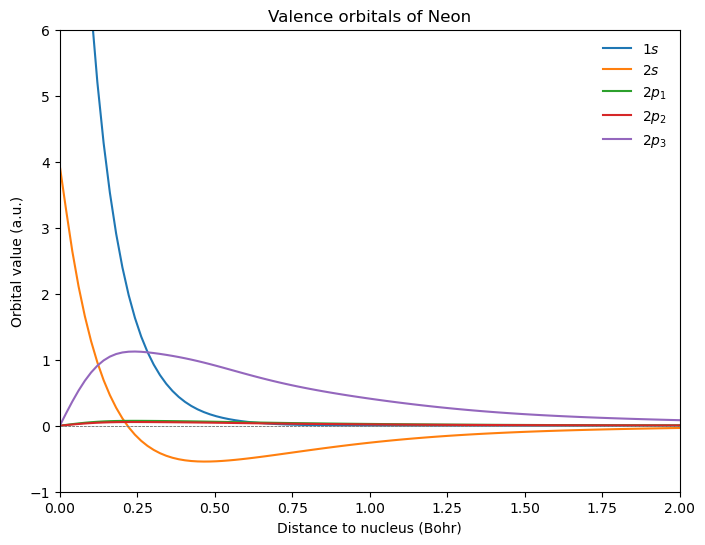 Valence orbitals of Neon
6
5
4
3
2
1
0
−1
Orbital value (a.u.)
1s
2s
2p₁
2p₂
2p₃
0.00 0.25 0.50 0.75 1.00 1.25 1.50 1.75 2.00
Distance to nucleus (Bohr)